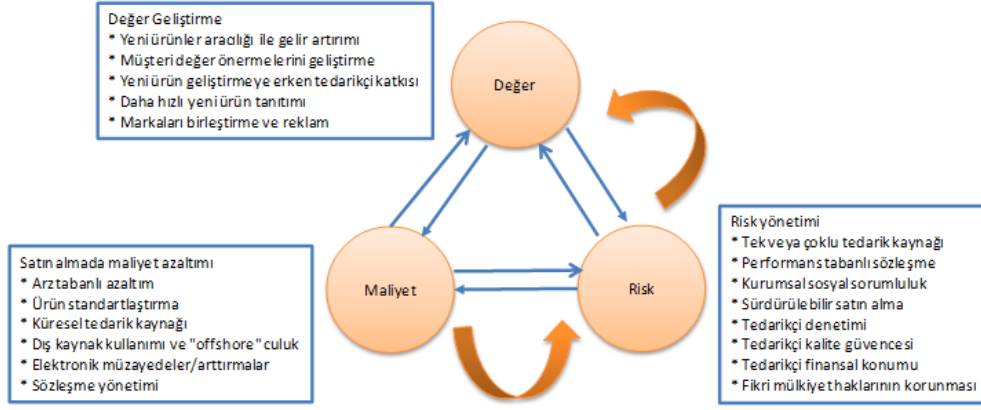 Değer Geliştirme
* Yeni ürünler aracılığı ile gelir artırımı
* Müşteri değer önermelerini geliştirme
* Yeni ürün geliştirmeye erken tedarikçi katkısı
* Daha hızlı yeni ürün tanıtımı
* Markaları birleştirme ve reklam
Değer
Satın almada maliyet azaltımı
* Arz tabanlı azaltım
* Ürün standartlaştırma
* Küresel tedarik kaynağı
* Dış kaynak kullanımı ve "offshore" culuk
* Elektronik müzayedeler/arttırmalar
* Sözleşme yönetimi
Maliyet
Risk
Risk yönetimi
* Tek veya çoklu tedarik kaynağı
* Performans tabanlı sözleşme
* Kurumsal sosyal sorumluluk
* Sürdürülebilir satın alma
* Tedarikçi denetimi
* Tedarikçi kalite güvencesi
* Tedarikçi finansal konumu
* Fikri mülkiyet haklarının korunması